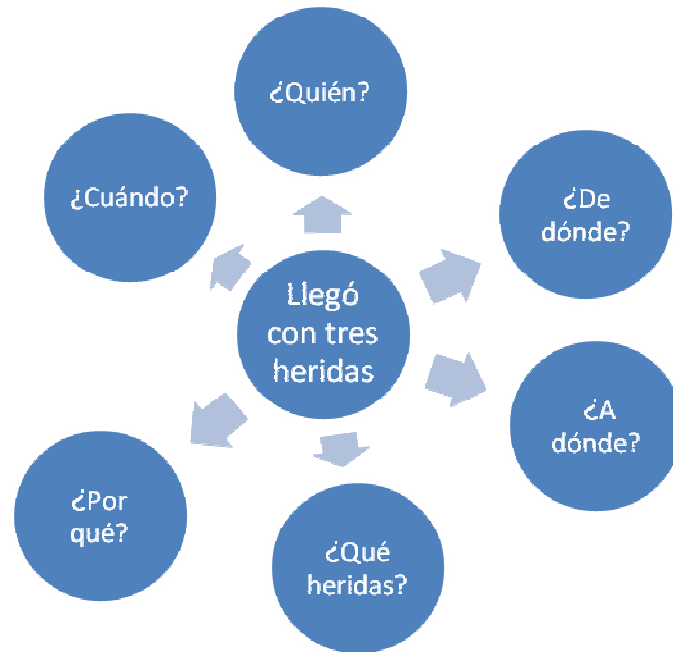 ¿Quién?
¿Cuándo?
¿De
dónde?
Llegó
con tres
heridas
¿A
dónde?
¿Por
qué?
¿Qué
heridas?